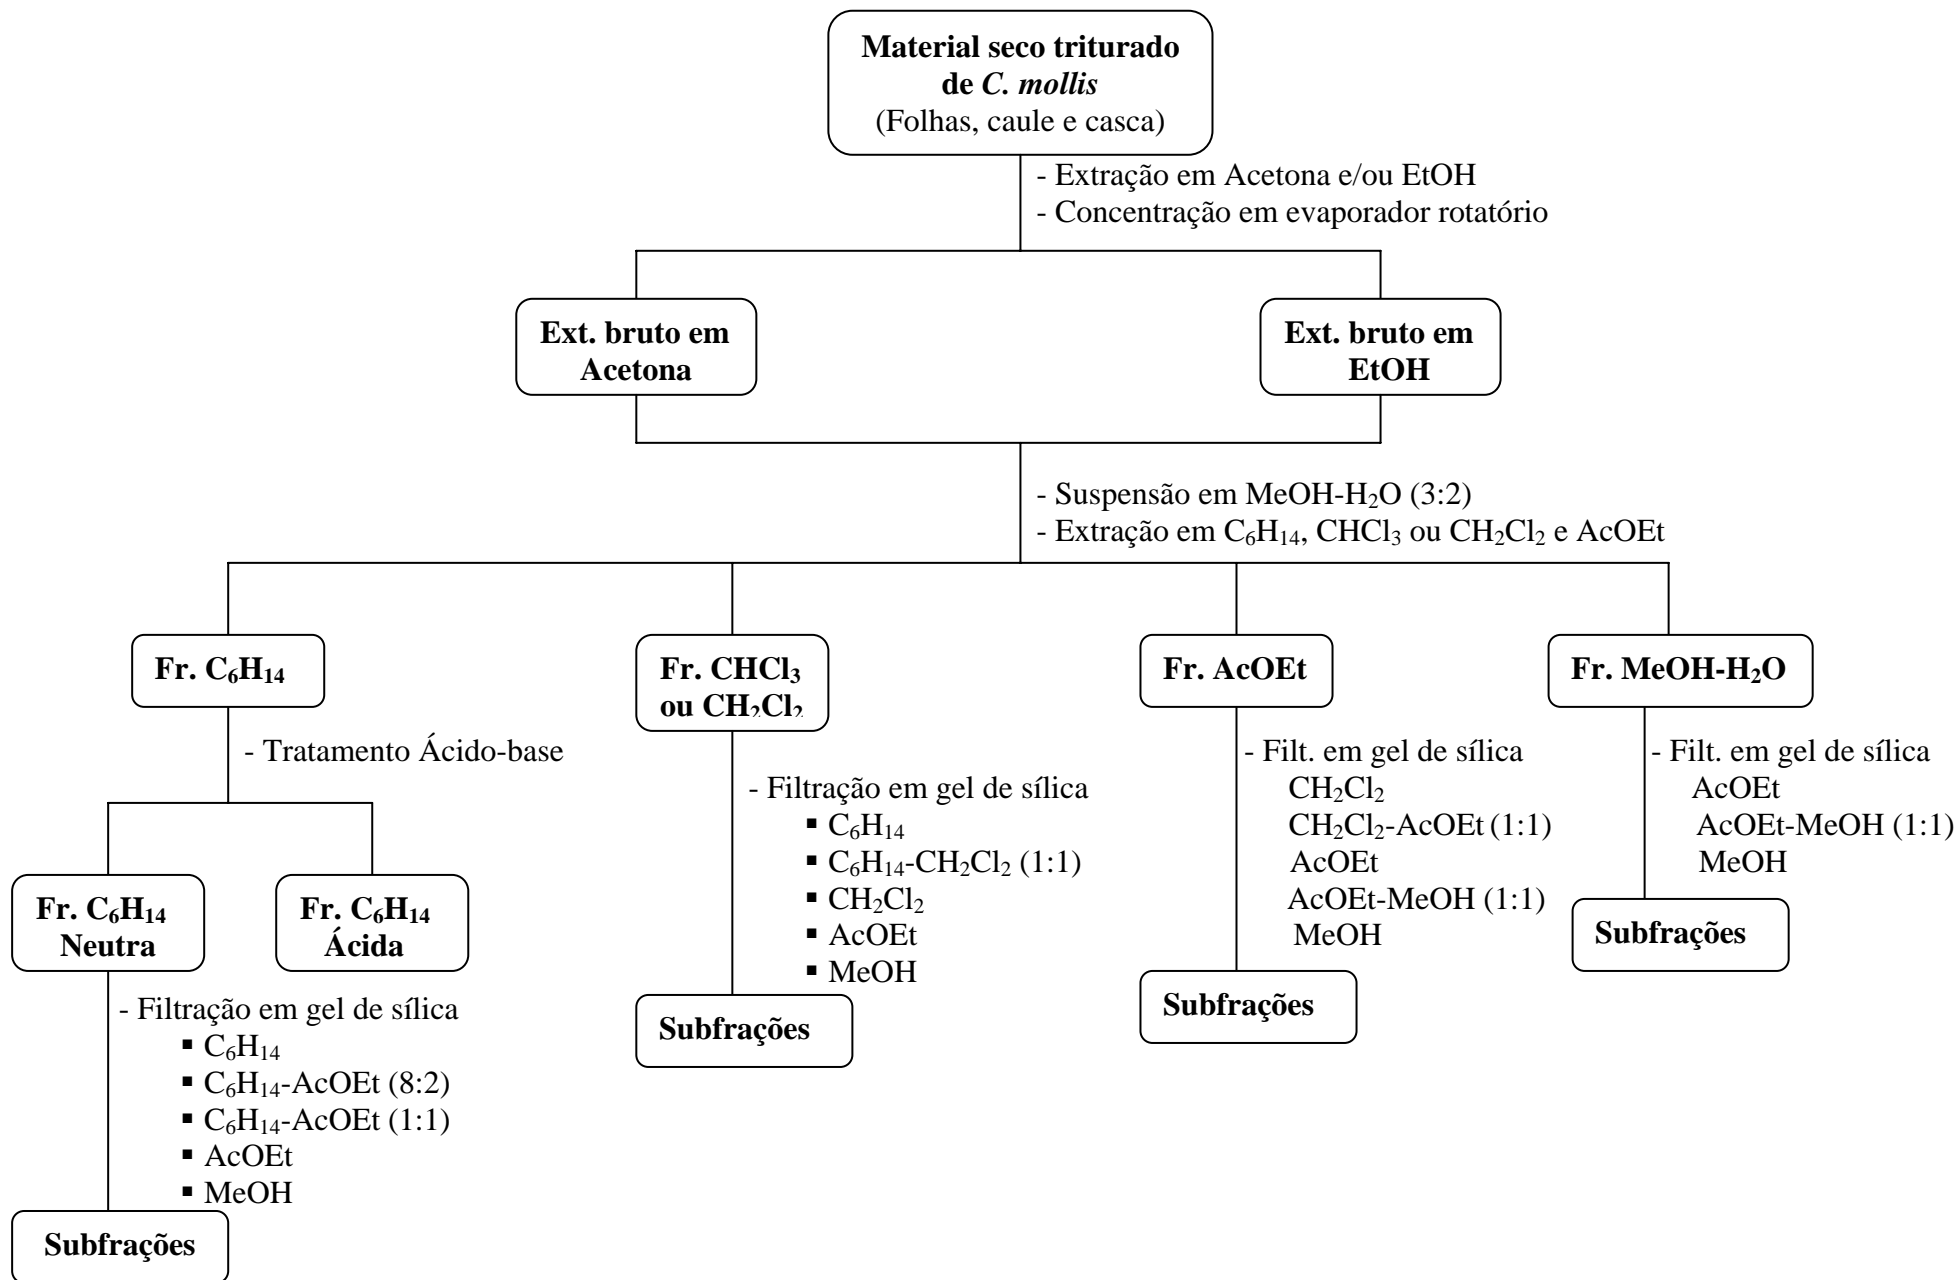 Material seco triturado
de C. mollis
(Folhas, caule e casca)
- Extração em Acetona e/ou EtOH
- Concentração em evaporador rotatório
Ext. bruto em
Acetona
Ext. bruto em
EtOH
- Suspensão em MeOH-H₂O (3:2)
- Extração em C₆H₁₄, CHCl₃ ou CH₂Cl₂ e AcOEt
Fr. C₆H₁₄
Fr. CHCl₃
ou CH₂Cl₂
Fr. AcOEt
Fr. MeOH-H₂O
- Tratamento Ácido-base
Fr. C₆H₁₄
Neutra
Fr. C₆H₁₄
Ácida
- Filtração em gel de sílica
▪ C₆H₁₄
▪ C₆H₁₄-AcOEt (8:2)
▪ C₆H₁₄-AcOEt (1:1)
▪ AcOEt
▪ MeOH
Subfrações
- Filtração em gel de sílica
▪ C₆H₁₄
▪ C₆H₁₄-CH₂Cl₂ (1:1)
▪ CH₂Cl₂
▪ AcOEt
▪ MeOH
Subfrações
- Filt. em gel de sílica
CH₂Cl₂
CH₂Cl₂-AcOEt (1:1)
AcOEt
AcOEt-MeOH (1:1)
MeOH
Subfrações
- Filt. em gel de sílica
AcOEt
AcOEt-MeOH (1:1)
MeOH
Subfrações